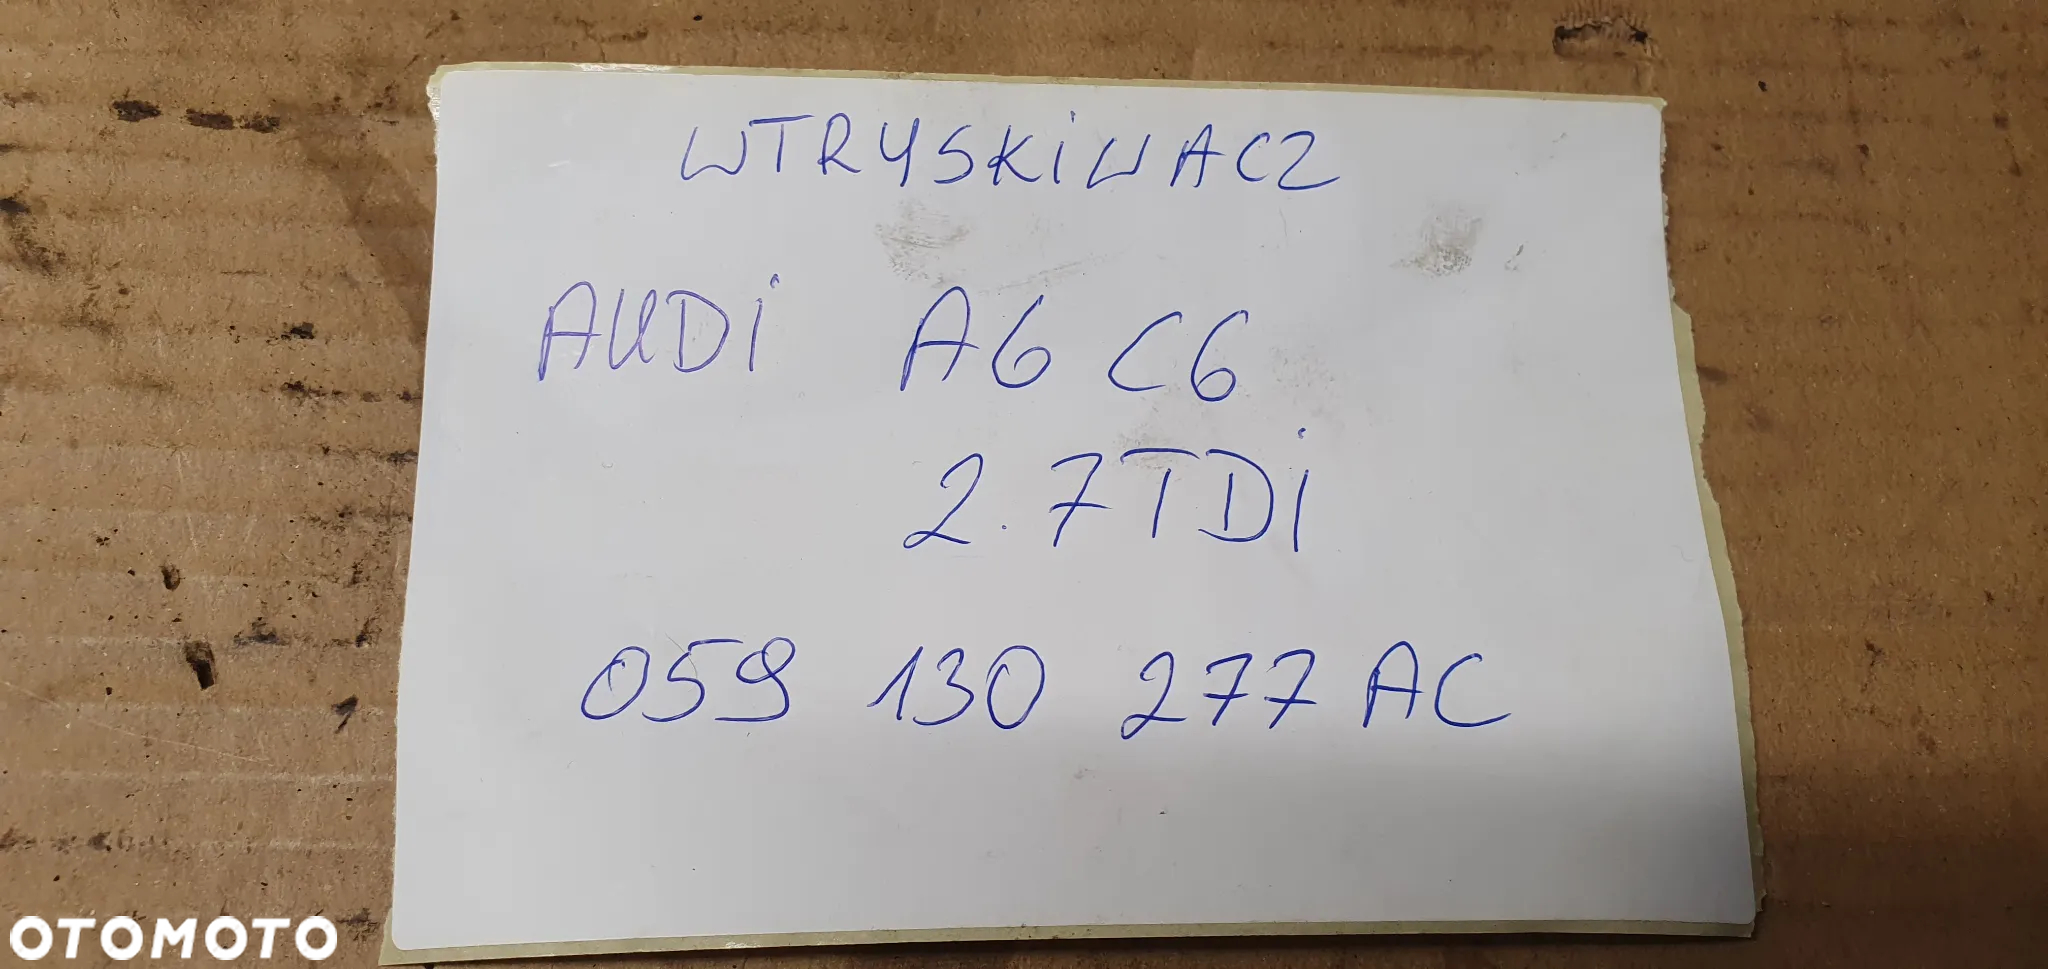 WTRYSKiWACZ
AUDi A6 C6
2.7TDi
059 130 277 AC
OTOMOTO